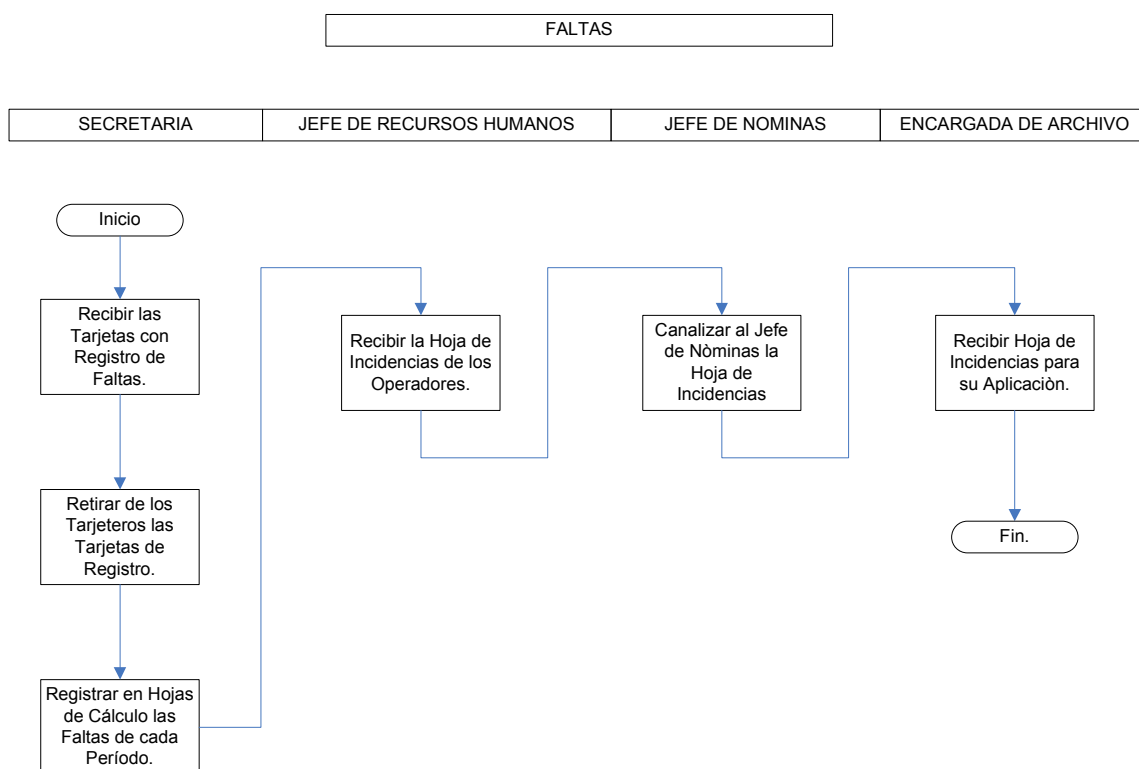 FALTAS
SECRETARIA
JEFE DE RECURSOS HUMANOS
JEFE DE NOMINAS
ENCARGADA DE ARCHIVO
Inicio
Recibir las
Tarjetas con
Registro de
Faltas.
Retirar de los
Tarjeteros las
Tarjetas de
Registro.
Registrar en Hojas
de Cálculo las
Faltas de cada
Período.
Recibir la Hoja de
Incidencias de los
Operadores.
Canalizar al Jefe
de Nòminas la
Hoja de
Incidencias
Recibir Hoja de
Incidencias para
su Aplicaciòn.
Fin.